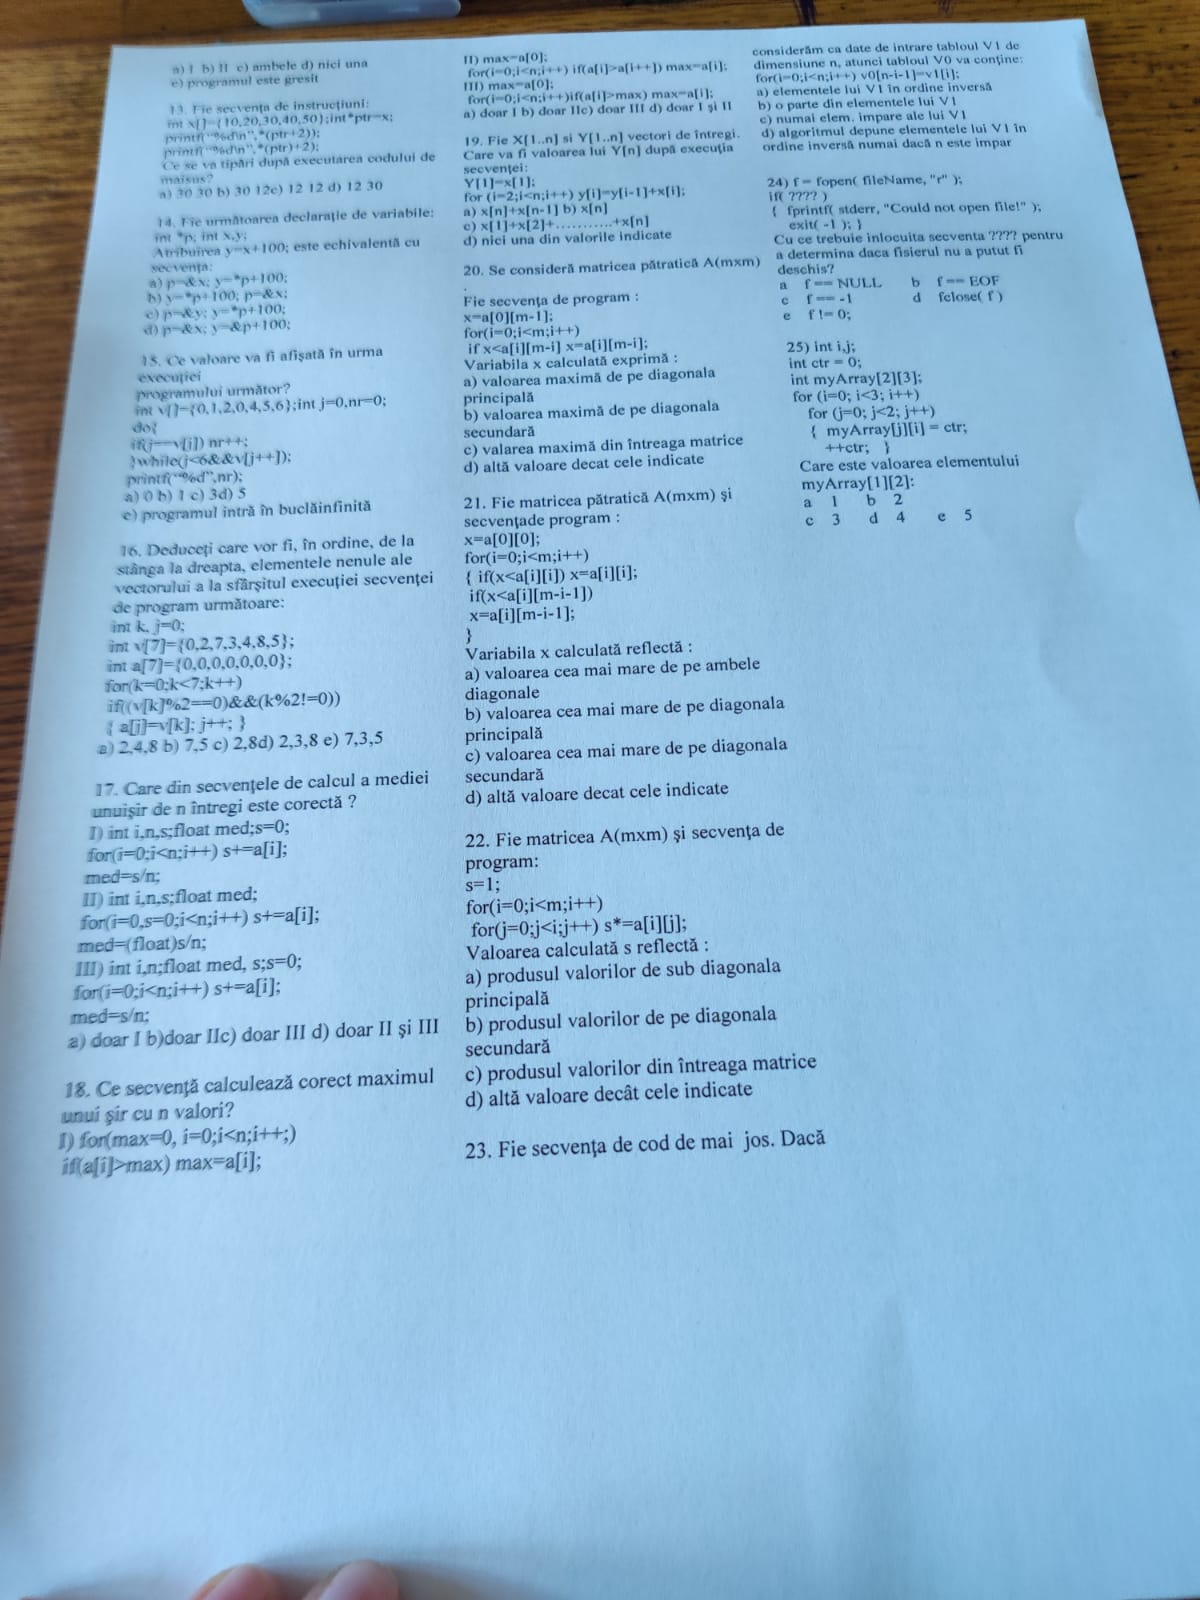 a) I b) II c) ambele d) nici una
e) programul este gresit
13. Fie secvența de instrucțiuni:
int x[]={10,20,30,40,50};int*ptr=x;
printf("%d\n",*(ptr+2));
printf("%d\n",*(ptr)+2);
Ce se va tipări după executarea codului de
maisus?
a) 30 30 b) 30 12c) 12 12 d) 12 30
14. Fie următoarea declarație de variabile:
int *p; int x,y;
Atribuirea y=x+100; este echivalentă cu
secvența:
a) p=&x; y=*p+100;
b) y=*p+100; p=&x;
c) p=&y; y=*p+100;
d) p=&x; y=&p+100;
15. Ce valoare va fi afişată în urma
execuției
programului următor?
int v[]={0,1,2,0,4,5,6};int j=0,nr=0;
do{
if(j==v[j]) nr++;
}while(j<6&&v[j++]);
printf("%d",nr);
a) 0 b) 1 c) 3d) 5
e) programul intră în buclăinfinită
16. Deduceți care vor fi, în ordine, de la
stânga la dreapta, elementele nenule ale
vectorului a la sfârşitul execuției secvenței
de program următoare:
int k, j=0;
int v[7]={0,2,7,3,4,8,5};
int a[7]={0,0,0,0,0,0,0};
for(k=0;k<7;k++)
if((v[k]%2==0)&&(k%2!=0))
{ a[j]=v[k]; j++; }
a) 2,4,8 b) 7,5 c) 2,8d) 2,3,8 e) 7,3,5
17. Care din secvențele de calcul a mediei
unuişir de n întregi este corectă ?
I) int i,n,s;float med;s=0;
for(i=0;i<n;i++) s+=a[i];
med=s/n;
II) int i,n,s;float med;
for(i=0,s=0;i<n;i++) s+=a[i];
med=(float)s/n;
III) int i,n;float med, s;s=0;
for(i=0;i<n;i++) s+=a[i];
med=s/n;
a) doar I b)doar IIc) doar III d) doar II şi III
18. Ce secvență calculează corect maximul
unui şir cu n valori?
I) for(max=0, i=0;i<n;i++;)
if(a[i]>max) max=a[i];
II) max=a[0];
for(i=0;i<n;i++) if(a[i]>a[i++]) max=a[i];
III) max=a[0];
for(i=0;i<n;i++)if(a[i]>max) max=a[i];
a) doar I b) doar IIc) doar III d) doar I şi II
19. Fie X[1..n] si Y[1..n] vectori de întregi.
Care va fi valoarea lui Y[n] după execuția
secvenței:
Y[1]=x[1];
for (i=2;i<n;i++) y[i]=y[i-1]+x[i];
a) x[n]+x[n-1] b) x[n]
c) x[1]+x[2]+...........+x[n]
d) nici una din valorile indicate
20. Se consideră matricea pătratică A(mxm)
.
Fie secvența de program :
x=a[0][m-1];
for(i=0;i<m;i++)
if x<a[i][m-i] x=a[i][m-i];
Variabila x calculată exprimă :
a) valoarea maximă de pe diagonala
principală
b) valoarea maximă de pe diagonala
secundară
c) valarea maximă din întreaga matrice
d) altă valoare decat cele indicate
21. Fie matricea pătratică A(mxm) şi
secvențade program :
x=a[0][0];
for(i=0;i<m;i++)
{ if(x<a[i][i]) x=a[i][i];
if(x<a[i][m-i-1])
x=a[i][m-i-1];
}
Variabila x calculată reflectă :
a) valoarea cea mai mare de pe ambele
diagonale
b) valoarea cea mai mare de pe diagonala
principală
c) valoarea cea mai mare de pe diagonala
secundară
d) altă valoare decat cele indicate
22. Fie matricea A(mxm) şi secvența de
program:
s=1;
for(i=0;i<m;i++)
for(j=0;j<i;j++) s*=a[i][j];
Valoarea calculată s reflectă :
a) produsul valorilor de sub diagonala
principală
b) produsul valorilor de pe diagonala
secundară
c) produsul valorilor din întreaga matrice
d) altă valoare decât cele indicate
23. Fie secvența de cod de mai jos. Dacă
considerăm ca date de intrare tabloul V1 de
dimensiune n, atunci tabloul V0 va conține:
for(i=0;i<n;i++) v0[n-i-1]=v1[i];
a) elementele lui V1 în ordine inversă
b) o parte din elementele lui V1
c) numai elem. impare ale lui V1
d) algoritmul depune elementele lui V1 în
ordine inversă numai dacă n este impar
24) f = fopen( fileName, "r" );
if( ???? )
{ fprintf( stderr, "Could not open file!" );
exit( -1 ); }
Cu ce trebuie inlocuita secventa ???? pentru
a determina daca fisierul nu a putut fi
deschis?
a f == NULL b f == EOF
c f == -1 d fclose( f )
e f != 0;
25) int i,j;
int ctr = 0;
int myArray[2][3];
for (i=0; i<3; i++)
for (j=0; j<2; j++)
{ myArray[j][i] = ctr;
++ctr; }
Care este valoarea elementului
myArray[1][2]:
a 1 b 2
c 3 d 4 e 5